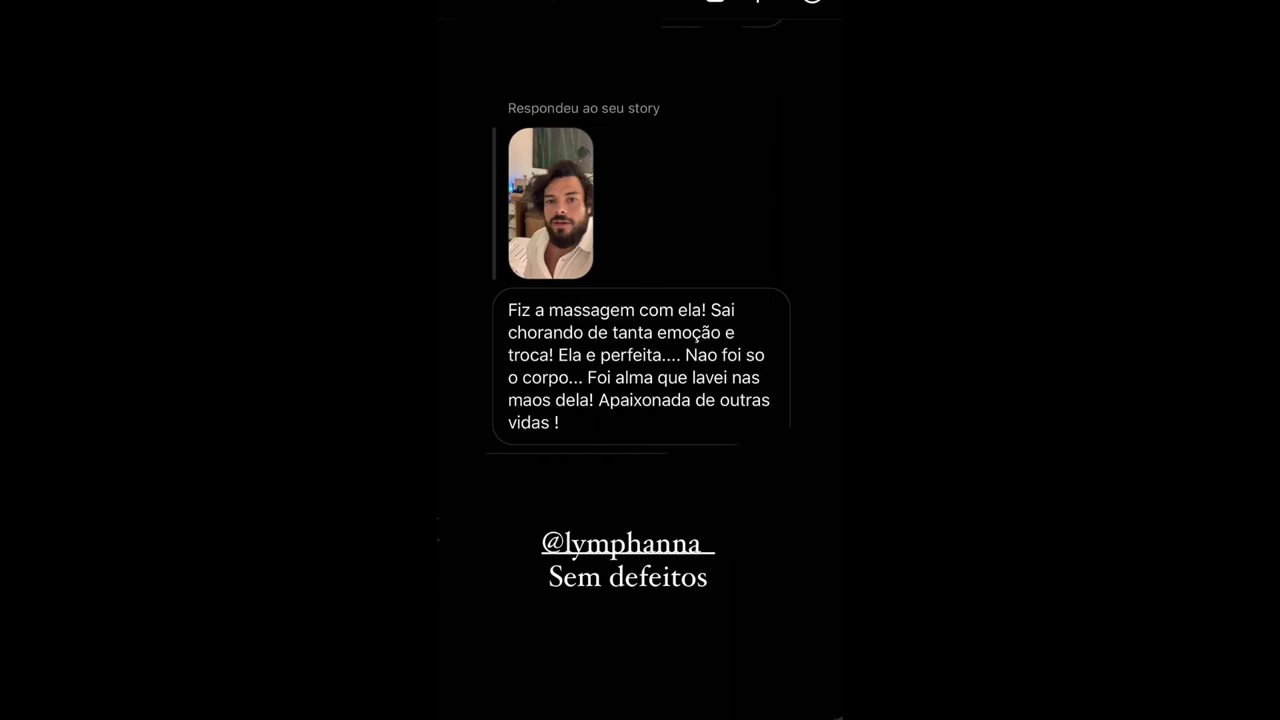 Respondeu ao seu story
Fiz a massagem com ela! Sai
chorando de tanta emoção e
troca! Ela e perfeita.... Nao foi so
o corpo... Foi alma que lavei nas
maos dela! Apaixonada de outras
vidas !
@lymphanna_
Sem defeitos